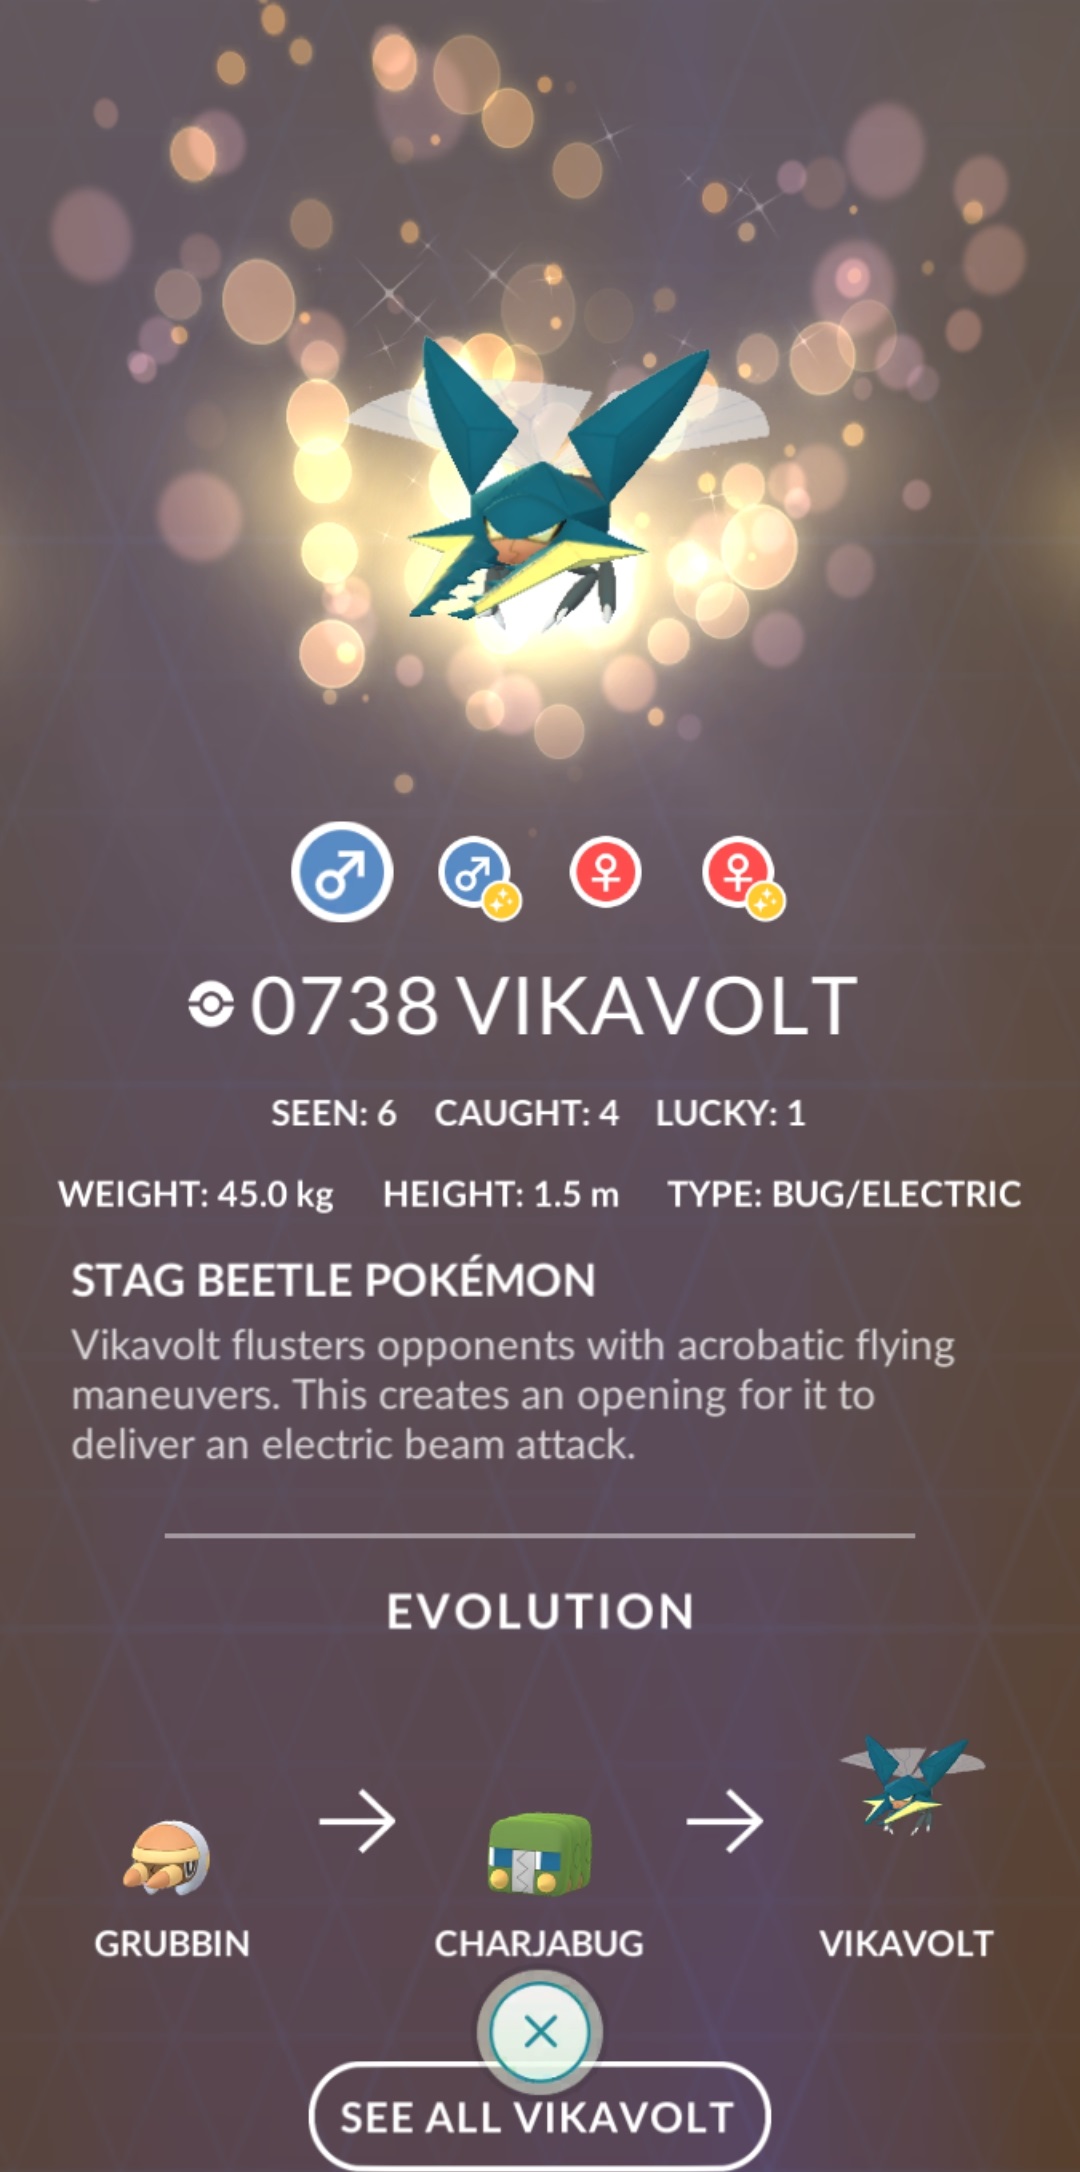 0738 VIKAVOLT
SEEN: 6 CAUGHT: 4 LUCKY: 1
WEIGHT: 45.0 kg HEIGHT: 1.5 m TYPE: BUG/ELECTRIC
STAG BEETLE POKÉMON
Vikavolt flusters opponents with acrobatic flying
maneuvers. This creates an opening for it to
deliver an electric beam attack.
EVOLUTION
GRUBBIN CHARJABUG VIKAVOLT
SEE ALL VIKAVOLT